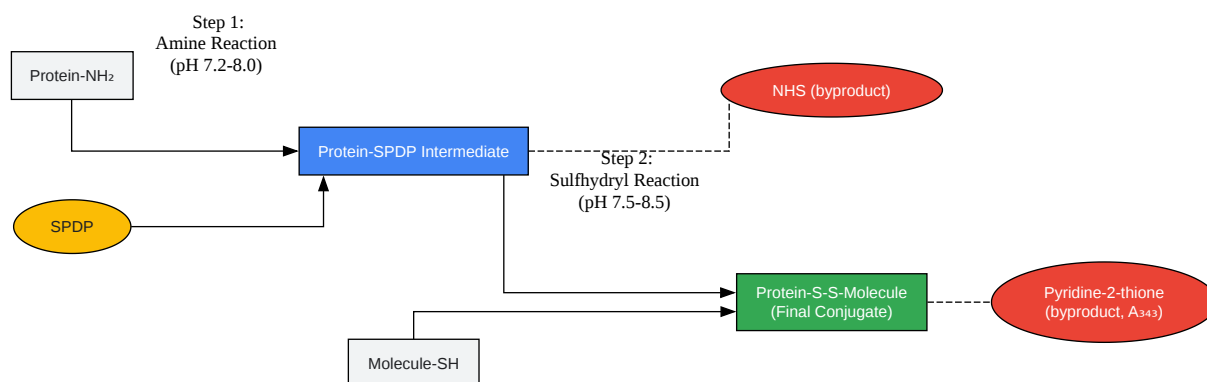 Step 1:
Amine Reaction
(pH 7.2-8.0)
Protein-NH₂
NHS (byproduct)
Protein-SPDP Intermediate
Step 2:
Sulfhydryl Reaction
(pH 7.5-8.5)
SPDP
Protein-S-S-Molecule
(Final Conjugate)
Pyridine-2-thione
(byproduct, A₃₄₃)
Molecule-SH